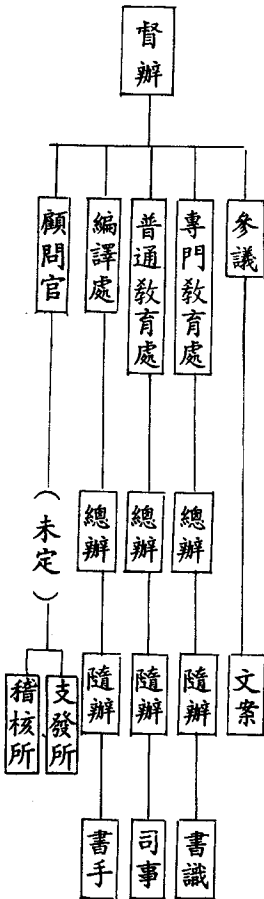 督辦
參議
專門教育處
普通教育處
編譯處
顧問官
總辦
總辦
總辦
（未定）
文案
隨辦
隨辦
隨辦
支發所
稽核所
書識
司事
書手